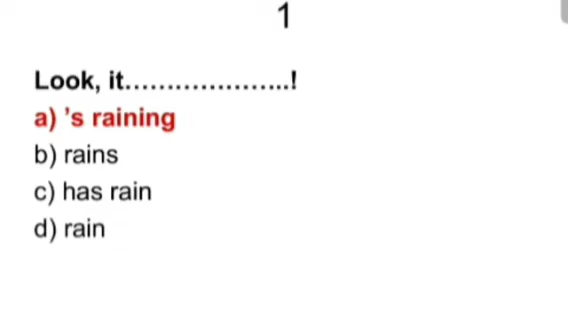 1
Look, it....................!
a) ’s raining
b) rains
c) has rain
d) rain